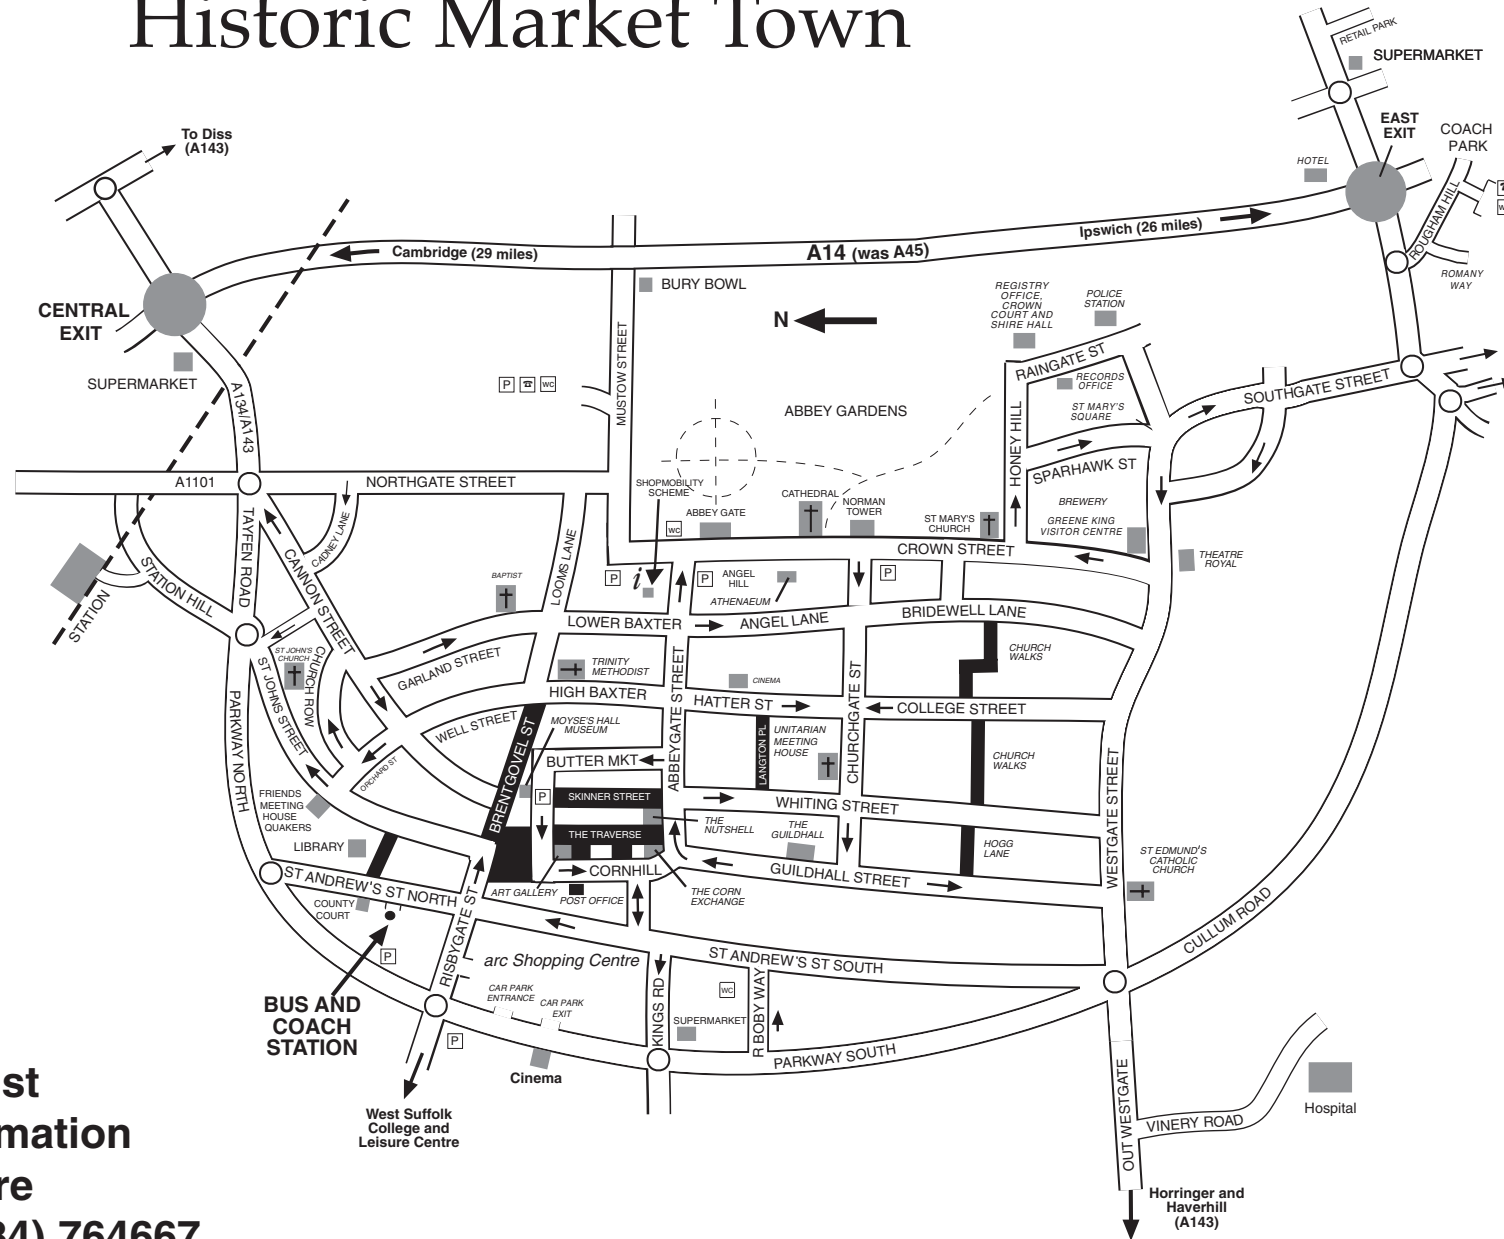 Historic Market Town
RETAIL PARK
SUPERMARKET
EAST
EXIT
COACH
PARK
HOTEL
ROUGHAM HILL
ROMANY
WAY
To Diss
(A143)
CENTRAL
EXIT
SUPERMARKET
Cambridge (29 miles)
A14 (was A45)
Ipswich (26 miles)
BURY BOWL
N
REGISTRY
OFFICE,
CROWN
COURT AND
SHIRE HALL
POLICE
STATION
RAINGATE ST
RECORDS
OFFICE
ST MARY'S
SQUARE
SOUTHGATE STREET
A134/A143
P
WC
MUSTOW STREET
ABBEY GARDENS
HONEY HILL
SPARHAWK ST
A1101
NORTHGATE STREET
SHOPMOBILITY
SCHEME
WC
ABBEY GATE
CATHEDRAL
NORMAN
TOWER
ST MARY'S
CHURCH
BREWERY
GREENE KING
VISITOR CENTRE
THEATRE
ROYAL
CROWN STREET
TAYFEN ROAD
CANNON STREET
CADNEY LANE
STATION HILL
STATION
BAPTIST
LOOMS LANE
P
i
P
ANGEL
HILL
ATHENAEUM
P
LOWER BAXTER
ANGEL LANE
BRIDEWELL LANE
ST JOHN'S
CHURCH
CHURCH ROW
ST JOHNS STREET
GARLAND STREET
TRINITY
METHODIST
CINEMA
CHURCH
WALKS
HIGH BAXTER
HATTER ST
COLLEGE STREET
ABBEYGATE STREET
CHURCHGATE ST
WELL STREET
BRENTGOVEL ST
MOYSE'S HALL
MUSEUM
LANGTON PL
UNITARIAN
MEETING
HOUSE
CHURCH
WALKS
PARKWAY NORTH
ORCHARD ST
BUTTER MKT
P
SKINNER STREET
WHITING STREET
WESTGATE STREET
FRIENDS
MEETING
HOUSE
QUAKERS
THE TRAVERSE
THE
NUTSHELL
THE
GUILDHALL
HOGG
LANE
LIBRARY
CORNHILL
GUILDHALL STREET
ST EDMUND'S
CATHOLIC
CHURCH
ST ANDREW'S ST NORTH
ART GALLERY
POST OFFICE
THE CORN
EXCHANGE
COUNTY
COURT
RISBYGATE ST
P
arc Shopping Centre
ST ANDREW'S ST SOUTH
CULLUM ROAD
CAR PARK
ENTRANCE
CAR PARK
EXIT
KINGS RD
WC
SUPERMARKET
R BOBY WAY
BUS AND
COACH
STATION
P
PARKWAY SOUTH
Cinema
West Suffolk
College and
Leisure Centre
OUT WESTGATE
VINERY ROAD
Hospital
Horringer and
Haverhill
(A143)
st
mation
re
84) 764667